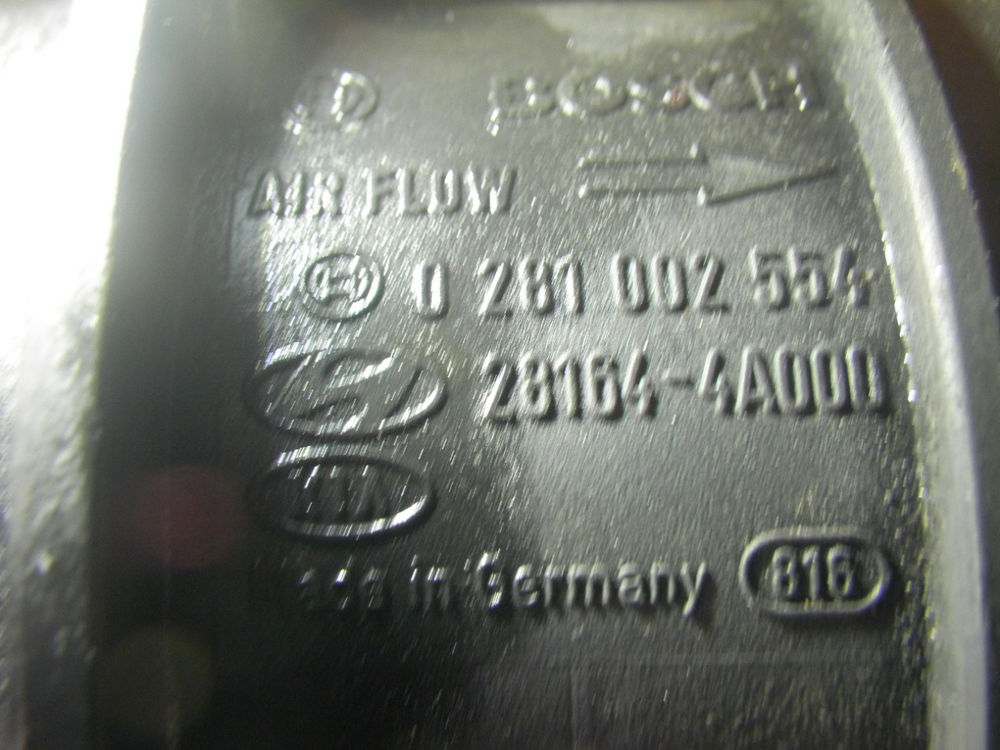 BOSCH
AIR FLOW
0 281 002 554
28164-4A000
KIA
Made in Germany 816